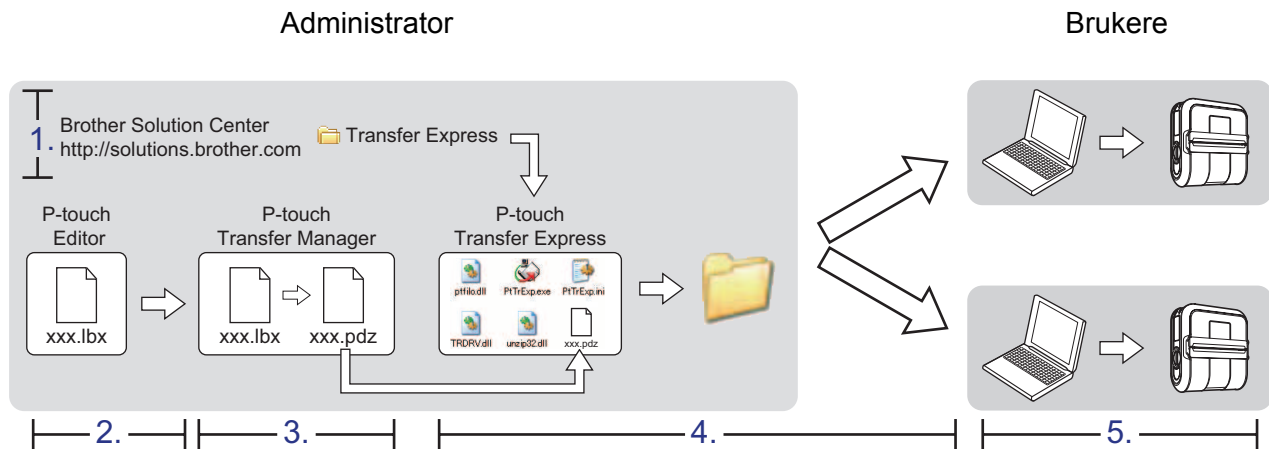 Administrator
Brukere
1.
Brother Solution Center
http://solutions.brother.com
Transfer Express
P-touch
Editor
xxx.lbx
P-touch
Transfer Manager
xxx.lbx
xxx.pdz
P-touch
Transfer Express
ptfilo.dll
PtTrExp.exe
PtTrExp.ini
TRDRV.dll
unzip32.dll
xxx.pdz
2.
3.
4.
5.